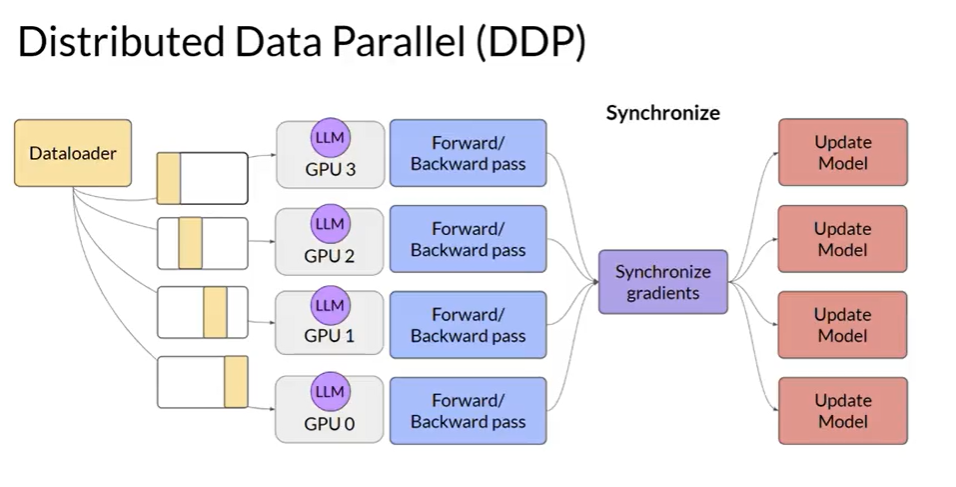 Distributed Data Parallel (DDP)
Synchronize
Dataloader
LLM
GPU 3
Forward/
Backward pass
Update
Model
LLM
GPU 2
Forward/
Backward pass
Update
Model
Synchronize
gradients
LLM
GPU 1
Forward/
Backward pass
Update
Model
LLM
GPU 0
Forward/
Backward pass
Update
Model